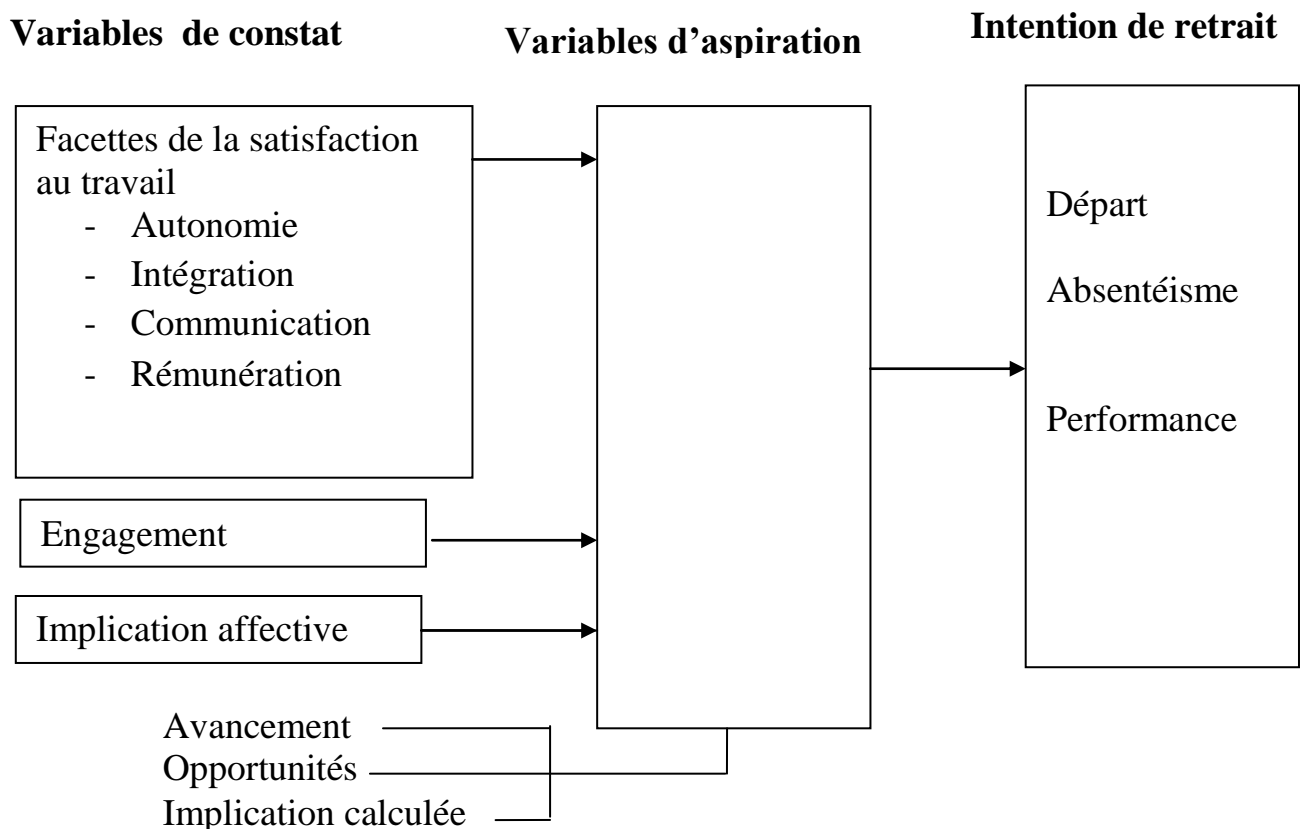 Variables de constat
Variables d'aspiration
Intention de retrait
Facettes de la satisfaction
au travail
- Autonomie
- Intégration
- Communication
- Rémunération
Engagement
Implication affective
Avancement
Opportunités
Implication calculée
Départ
Absentéisme
Performance